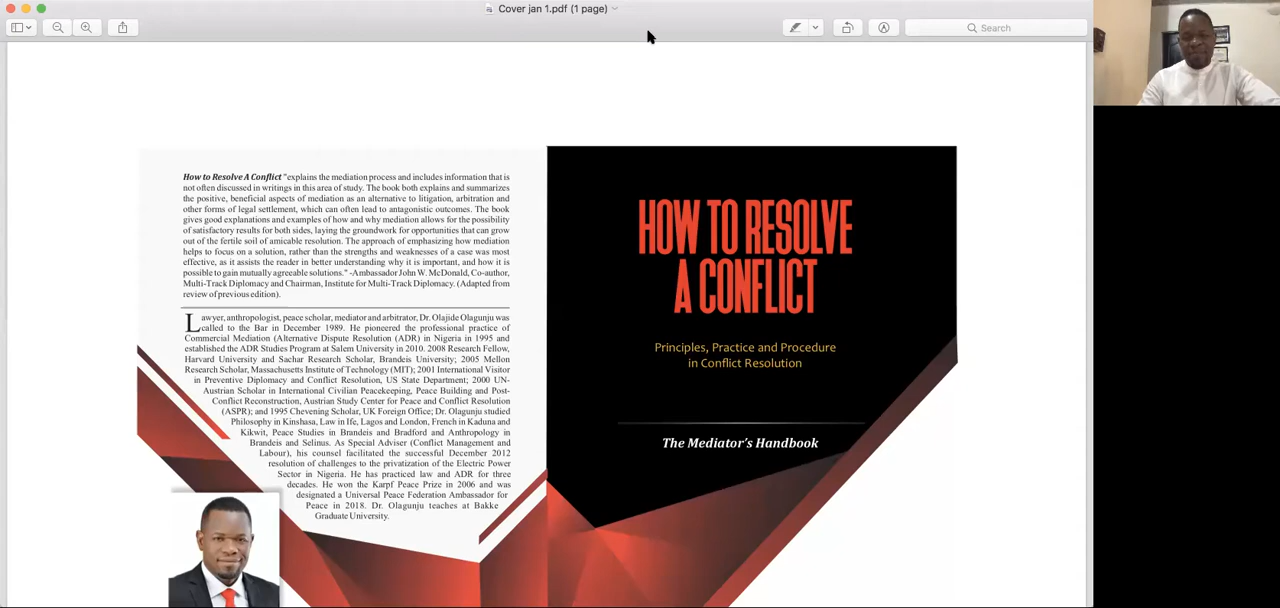 Cover jan 1.pdf (1 page)
Search
How to Resolve A Conflict "explains the mediation process and includes information that is
not often discussed in writings in this area of study. The book both explains and summarizes
the positive, beneficial aspects of mediation as an alternative to litigation, arbitration and
other forms of legal settlement, which can often lead to antagonistic outcomes. The book
gives good explanations and examples of how and why mediation allows for the possibility
of satisfactory results for both sides, laying the groundwork for opportunities that can grow
out of the fertile soil of amicable resolution. The approach of emphasizing how mediation
helps to focus on a solution, rather than the strengths and weaknesses of a case was most
effective, as it assists the reader in better understanding why it is important, and how it is
possible to gain mutually agreeable solutions." -Ambassador John W. McDonald, Co-author,
Multi-Track Diplomacy and Chairman, Institute for Multi-Track Diplomacy. (Adapted from
review of previous edition).
Lawyer, anthropologist, peace scholar, mediator and arbitrator, Dr. Olajide Olagunju was
called to the Bar in December 1989. He pioneered the professional practice of
Commercial Mediation (Alternative Dispute Resolution (ADR) in Nigeria in 1995 and
established the ADR Studies Program at Salem University in 2010. 2008 Research Fellow,
Harvard University and Sachar Research Scholar, Brandeis University; 2005 Mellon
Research Scholar, Massachusetts Institute of Technology (MIT); 2001 International Visitor
in Preventive Diplomacy and Conflict Resolution, US State Department; 2000 UN-
Austrian Scholar in International Civilian Peacekeeping, Peace Building and Post-
Conflict Reconstruction, Austrian Study Center for Peace and Conflict Resolution
(ASPR); and 1995 Chevening Scholar, UK Foreign Office; Dr. Olagunju studied
Philosophy in Kinshasa, Law in Ife, Lagos and London, French in Kaduna and
Kikwit, Peace Studies in Brandeis and Bradford and Anthropology in
Brandeis and Selinus. As Special Adviser (Conflict Management and
Labour), his counsel facilitated the successful December 2012
resolution of challenges to the privatization of the Electric Power
Sector in Nigeria. He has practiced law and ADR for three
decades. He won the Karpf Peace Prize in 2006 and was
designated a Universal Peace Federation Ambassador for
Peace in 2018. Dr. Olagunju teaches at Bakke
Graduate University.
HOW TO RESOLVE
A CONFLICT
Principles, Practice and Procedure
in Conflict Resolution
The Mediator's Handbook